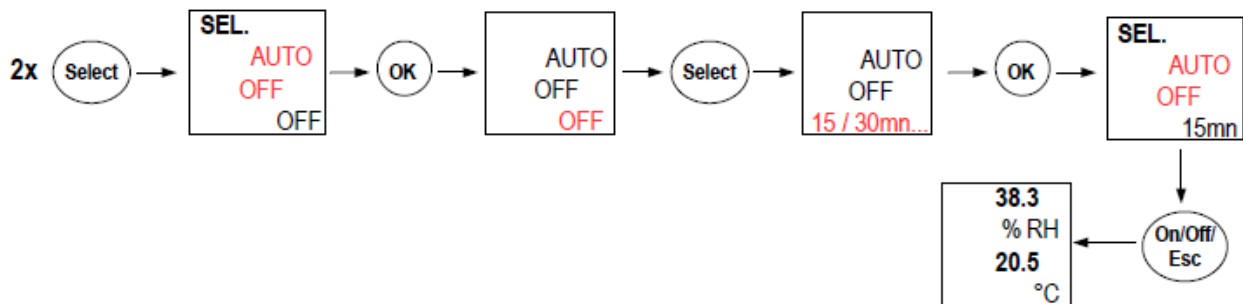 2x
Select
SEL.
AUTO
OFF
OFF
OK
AUTO
OFF
OFF
Select
AUTO
OFF
15 / 30mn...
OK
SEL.
AUTO
OFF
15mn
On/Off/
Esc
38.3
% RH
20.5
°C